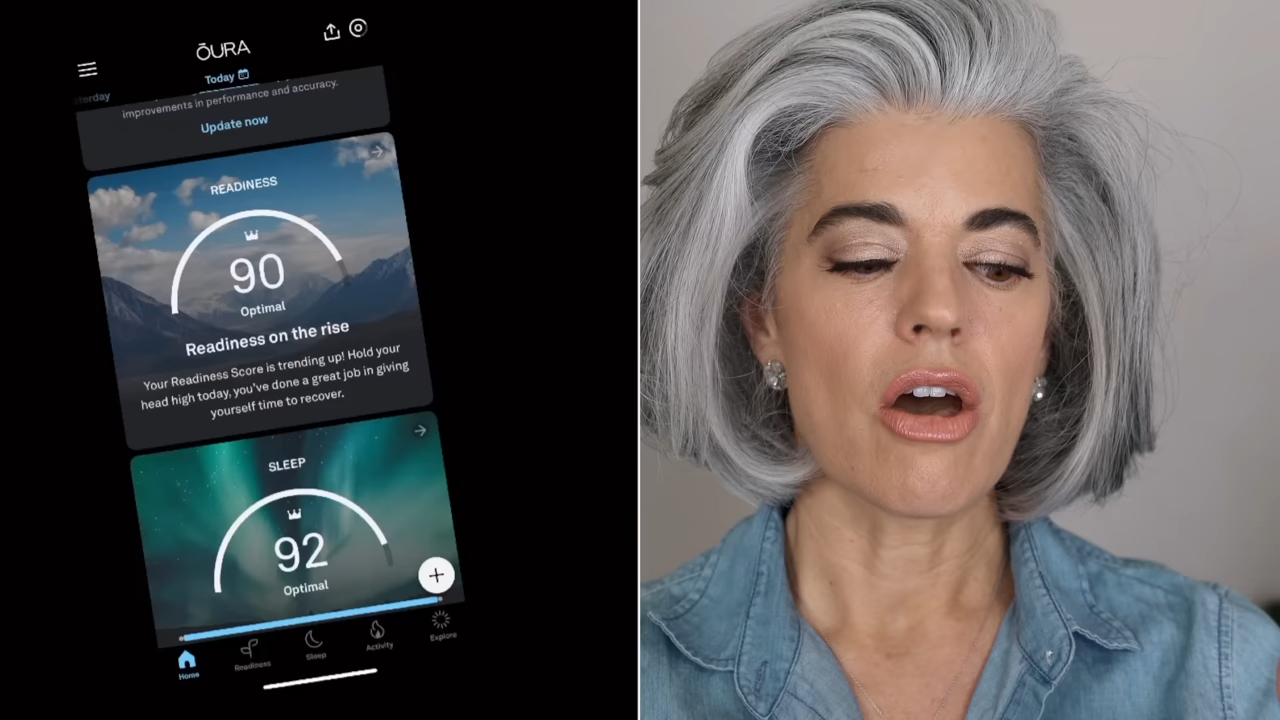 ŌURA
Today
improvements in performance and accuracy.
Update now
READINESS
90
Optimal
Readiness on the rise
Your Readiness Score is trending up! Hold your
head high today, you've done a great job in giving
yourself time to recover.
SLEEP
92
Optimal
Home
Readiness
Sleep
Activity
Explore